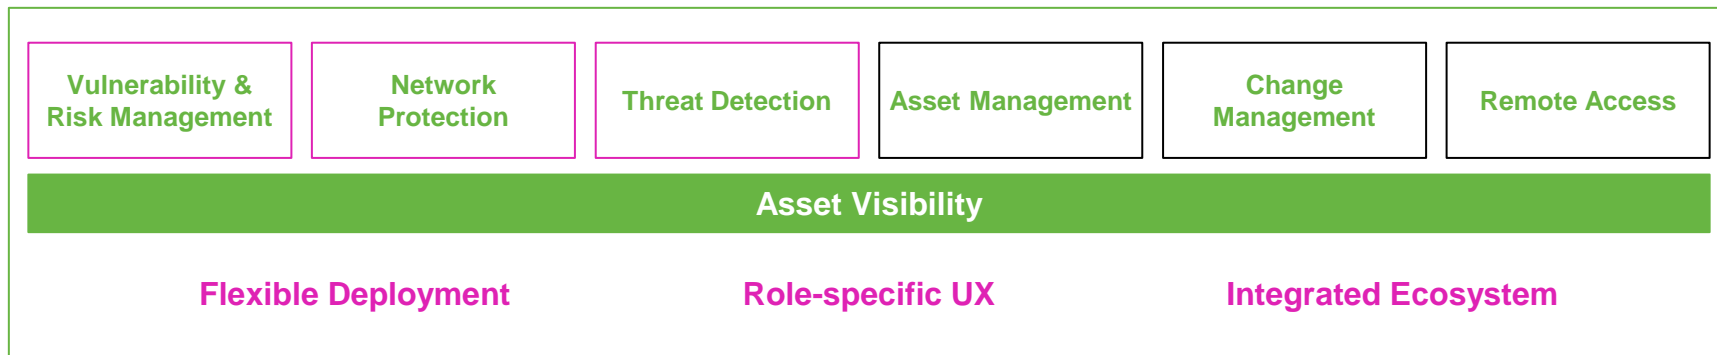 Vulnerability &
Risk Management
Network
Protection
Threat Detection
Asset Management
Change
Management
Remote Access
Asset Visibility
Flexible Deployment
Role-specific UX
Integrated Ecosystem